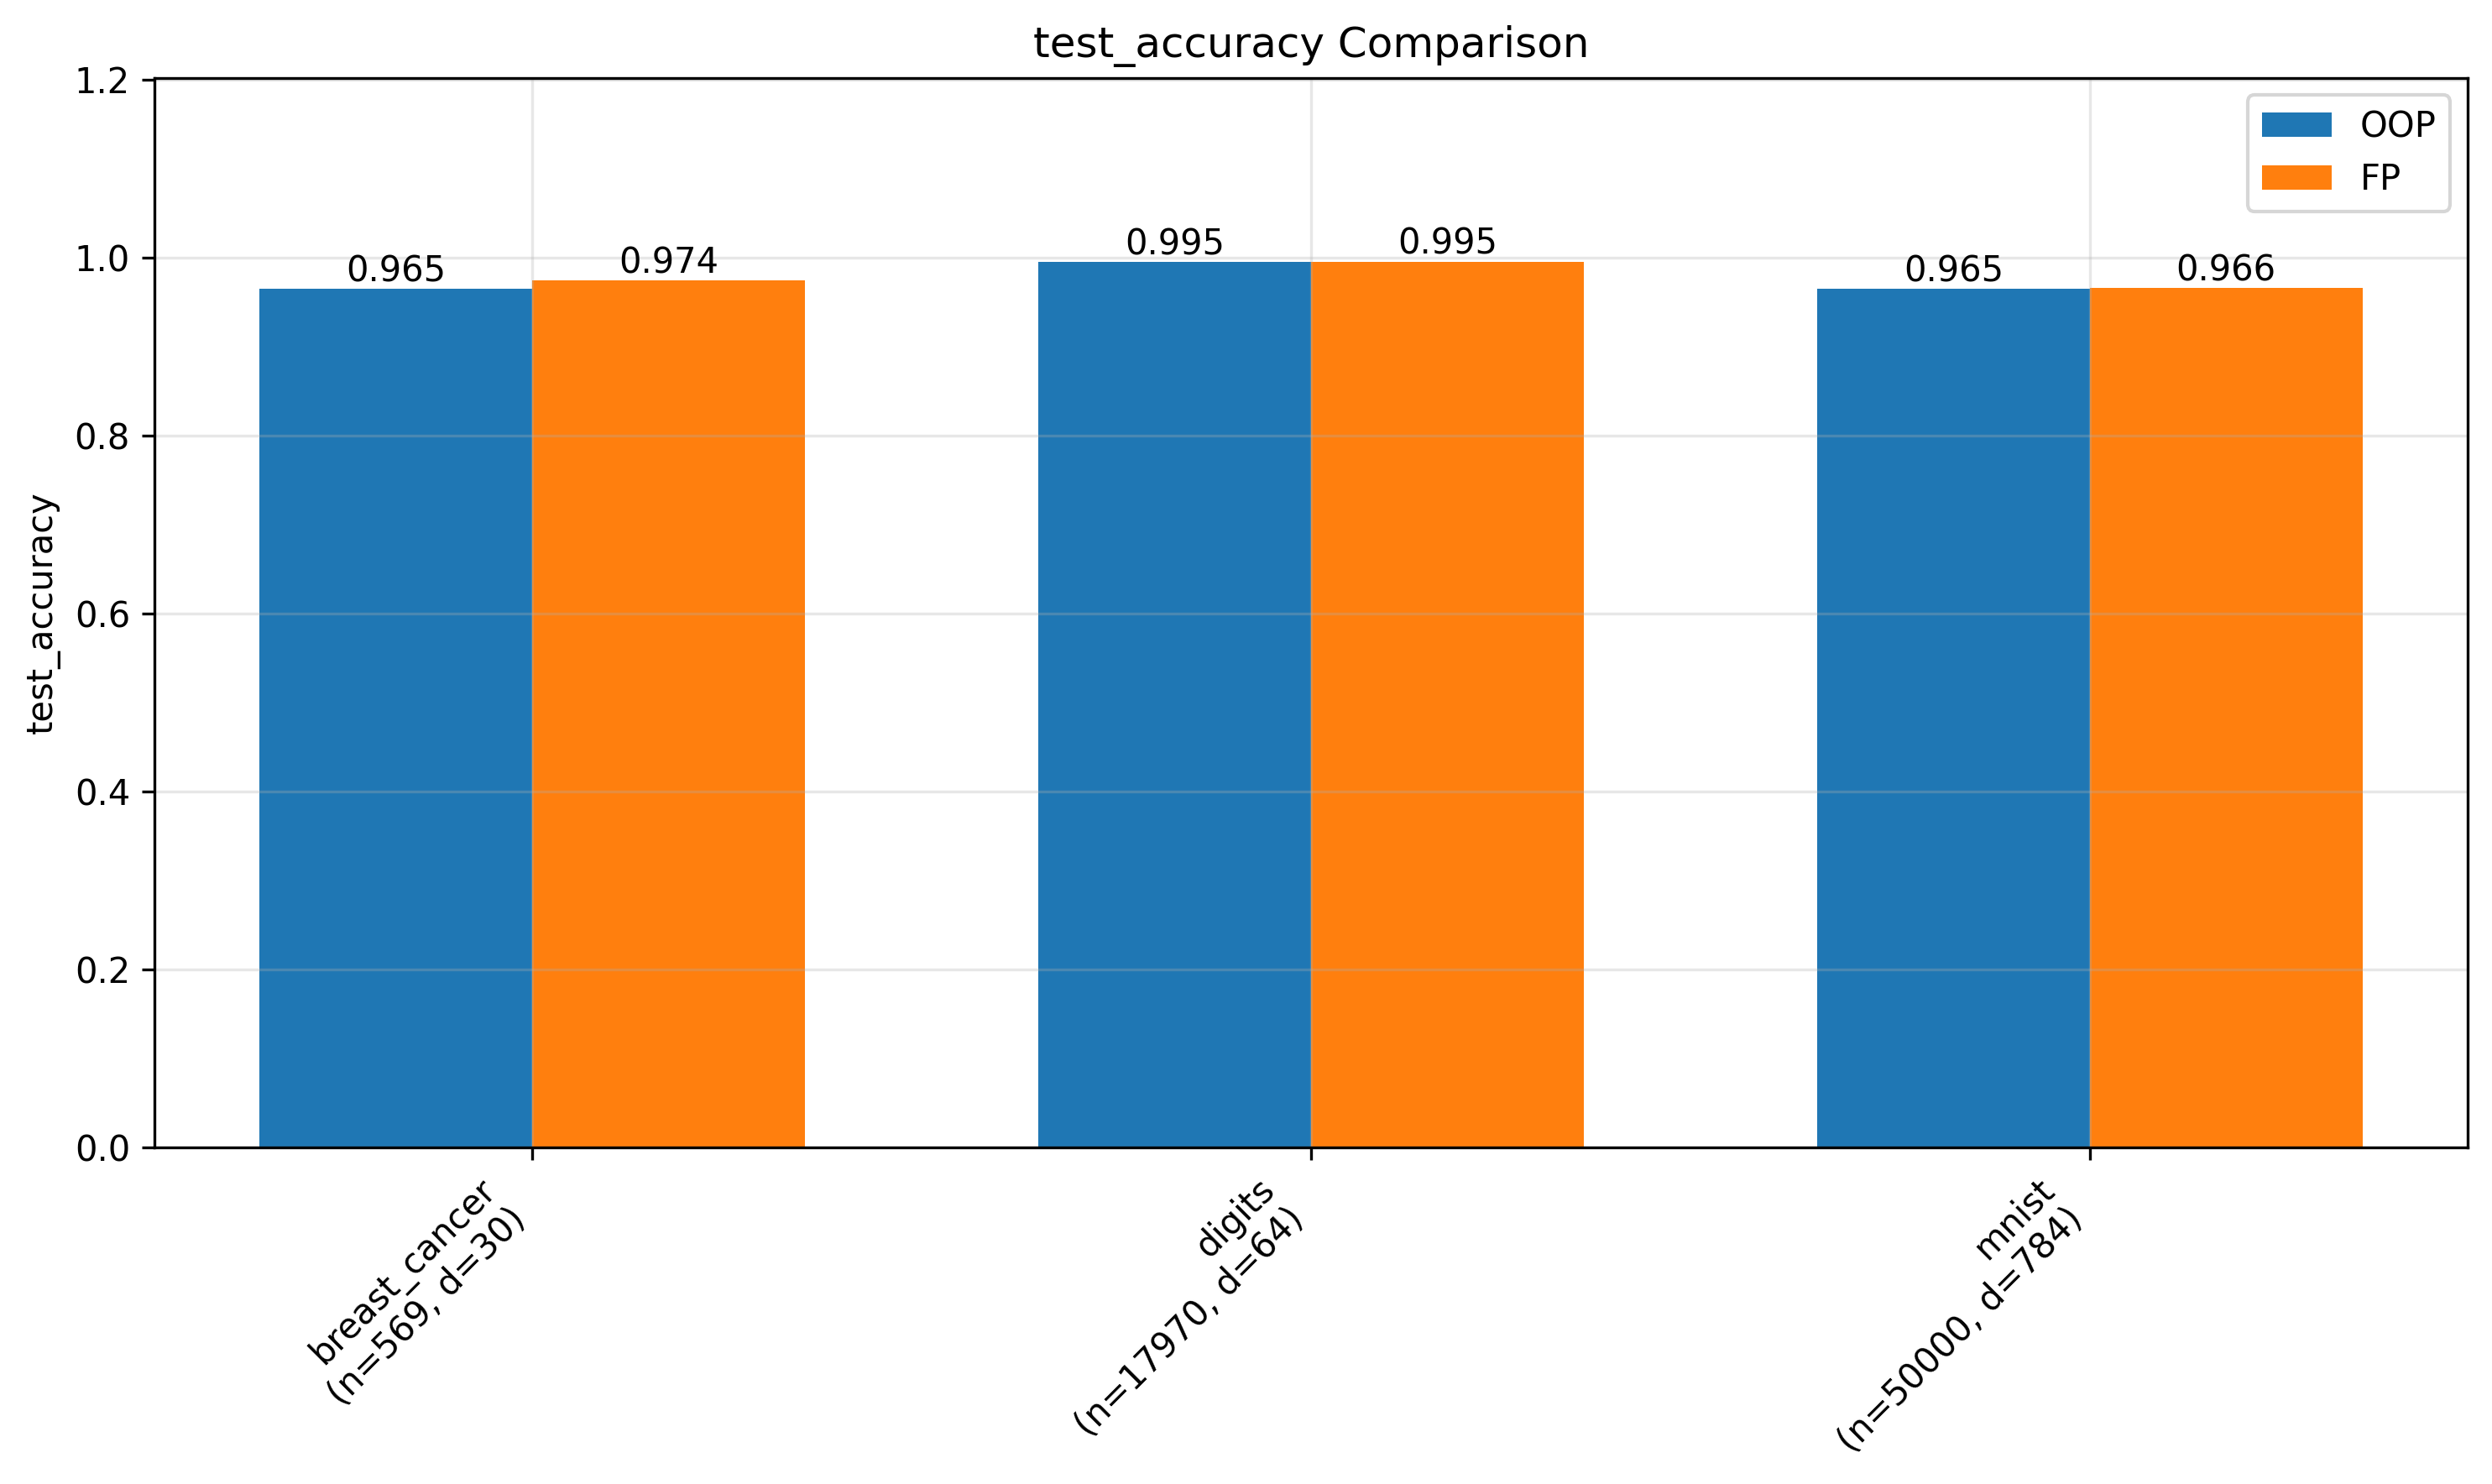 test_accuracy Comparison
OOP
FP
test_accuracy
1.2
1.0
0.8
0.6
0.4
0.2
0.0
0.965
0.974
0.995
0.995
0.965
0.966
breast_cancer
(n=569, d=30)
digits
(n=17970, d=64)
mnist
(n=50000, d=784)